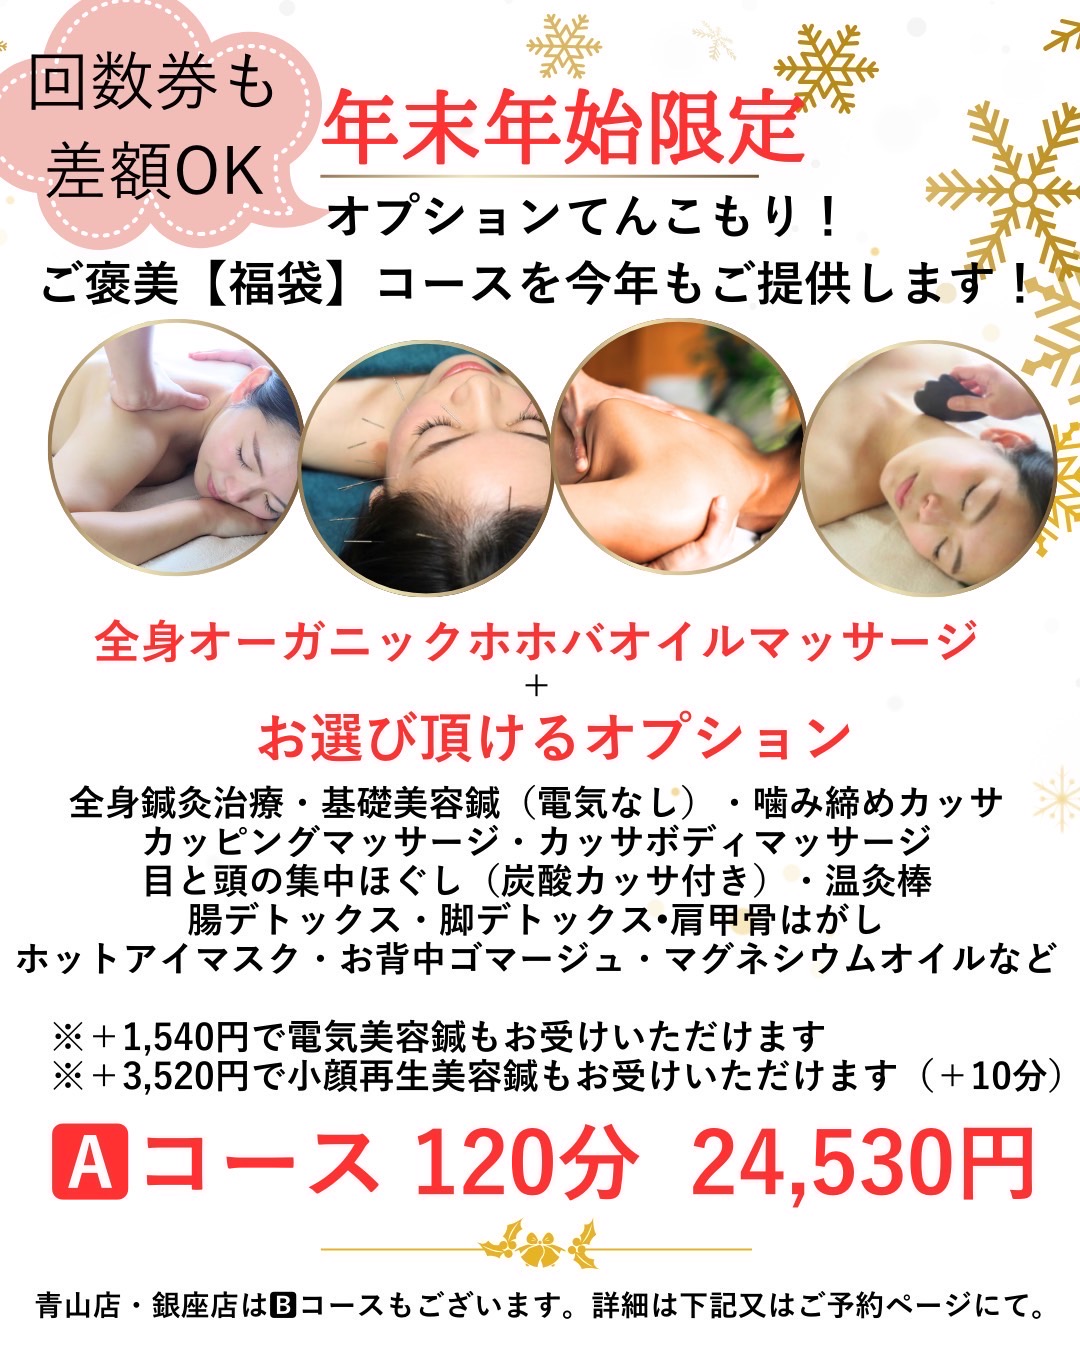 回数券も
差額OK
年末年始限定
オプションてんこもり！
ご褒美【福袋】コースを今年もご提供します！
全身オーガニックホホバオイルマッサージ
＋
お選び頂けるオプション
全身鍼灸治療・基礎美容鍼（電気なし）・噛み締めカッサ
カッピングマッサージ・カッサボディマッサージ
目と頭の集中ほぐし（炭酸カッサ付き）・温灸棒
腸デトックス・脚デトックス•肩甲骨はがし
ホットアイマスク・お背中ゴマージュ・マグネシウムオイルなど
※＋1,540円で電気美容鍼もお受けいただけます
※＋3,520円で小顔再生美容鍼もお受けいただけます（＋10分）
🅰コース 120分 24,530円
青山店・銀座店は🅱コースもございます。詳細は下記又はご予約ページにて。